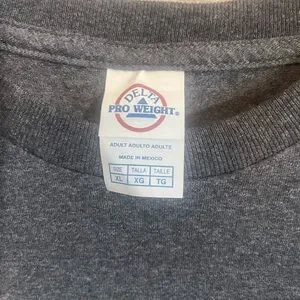 DELTA
PRO WEIGHT®
ADULT ADULTO ADULTE
MADE IN MEXICO
SIZE TALLA TAILLE
XL XG TG